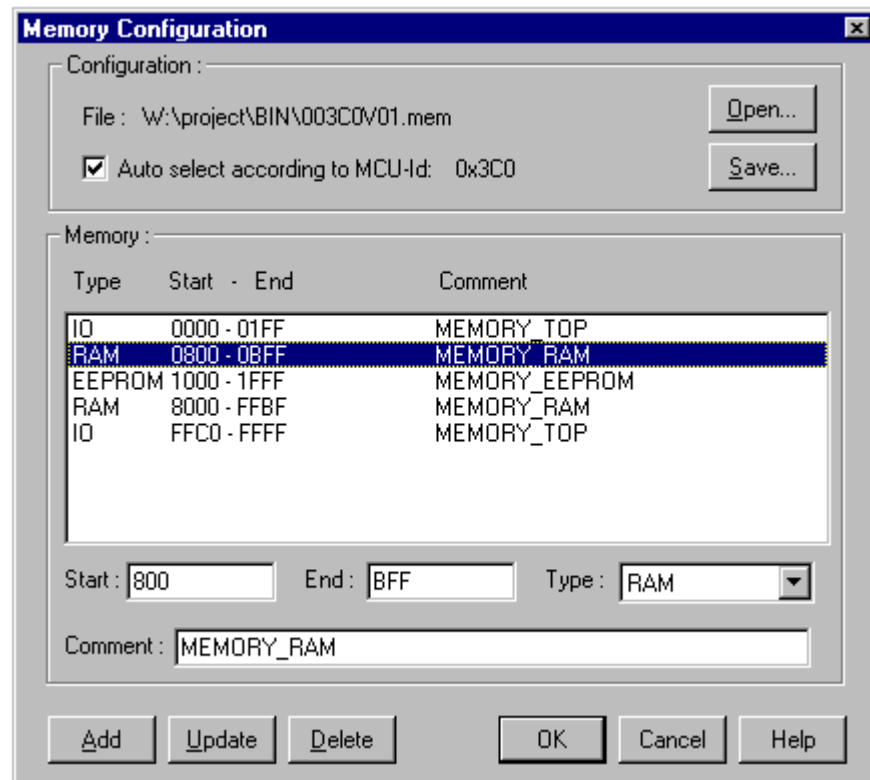 Memory Configuration
Configuration :
File : W:\project\BIN\003C0V01.mem
Open...
Auto select according to MCU-Id: 0x3C0
Save...
Memory :
Type Start - End Comment
IO 0000 - 01FF MEMORY_TOP
RAM 0800 - 0BFF MEMORY_RAM
EEPROM 1000 - 1FFF MEMORY_EEPROM
RAM 8000 - FFBF MEMORY_RAM
IO FFC0 - FFFF MEMORY_TOP
Start : 800 End : BFF Type : RAM
Comment : MEMORY_RAM
Add Update Delete OK Cancel Help